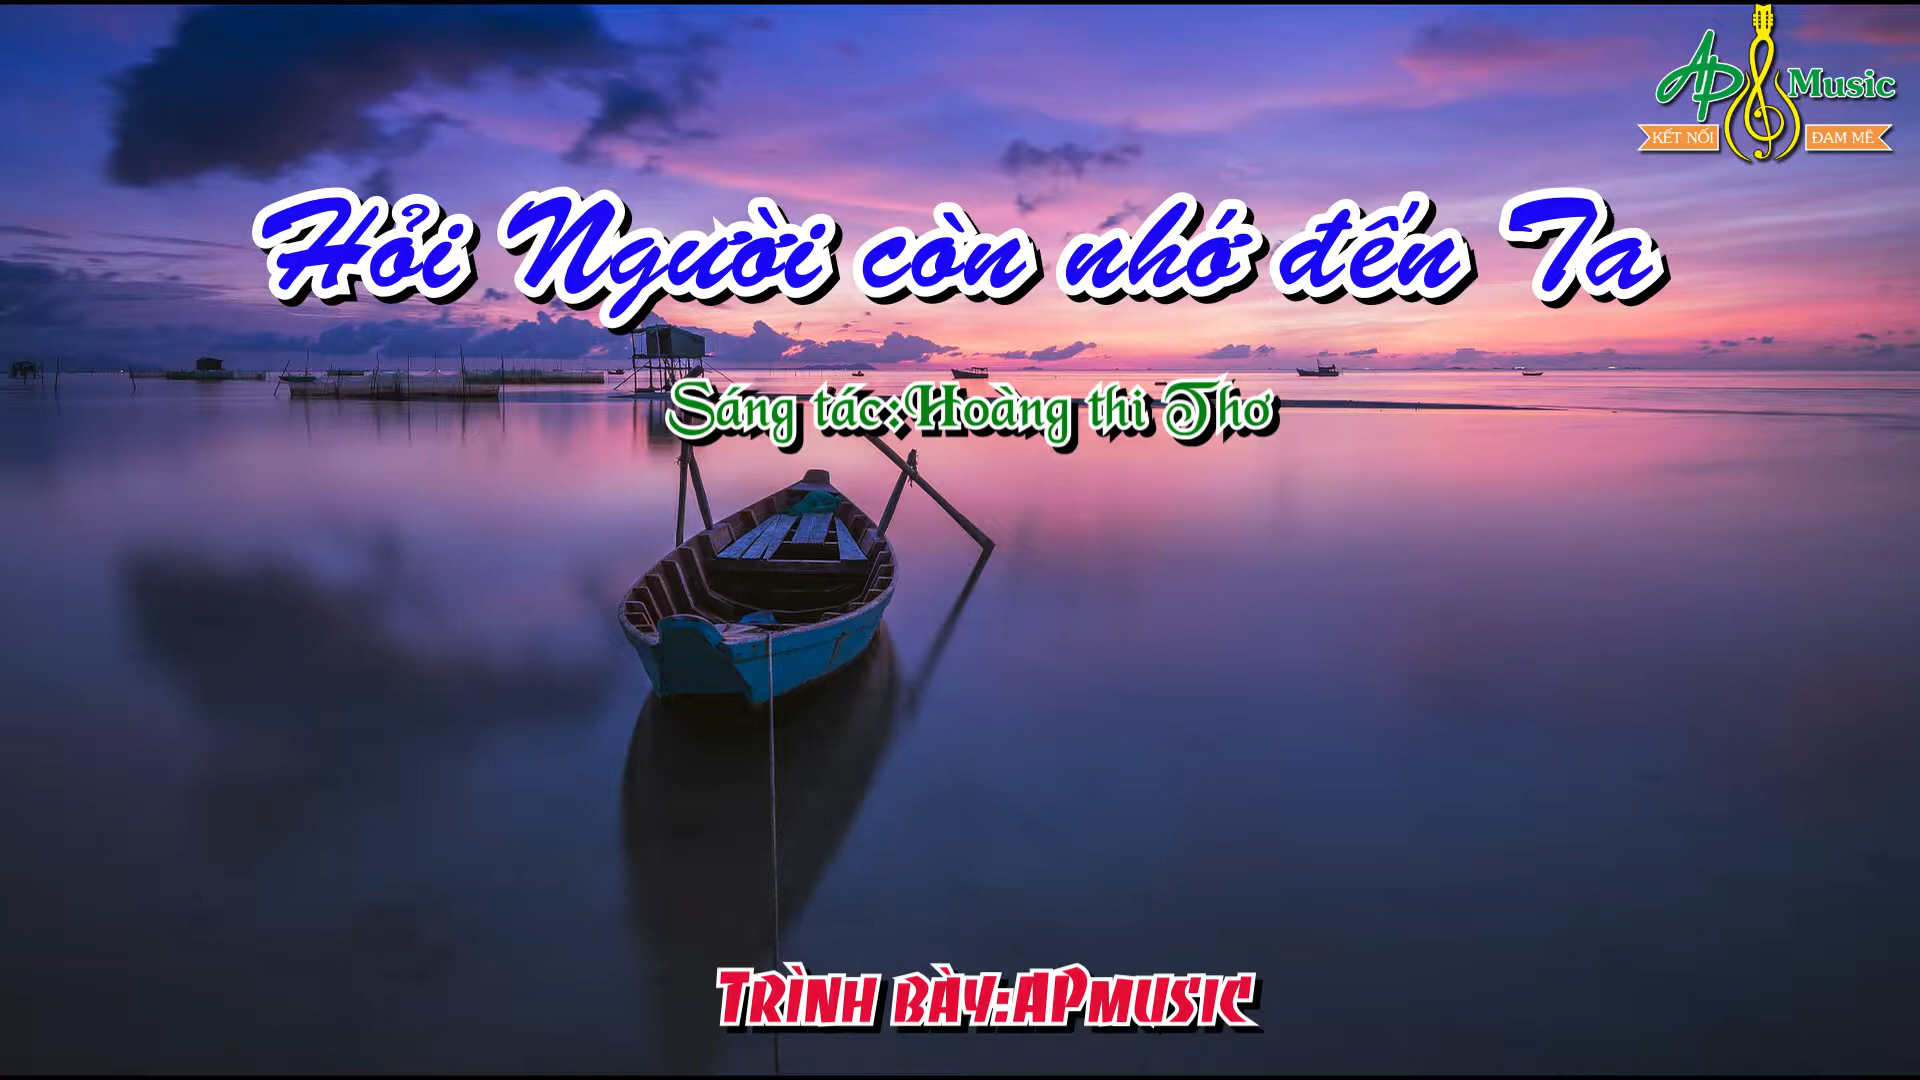 AP Music
KẾT NỐI ĐAM MÊ
Hỏi Người còn nhớ đến Ta
Sáng tác:Hoàng thi Thơ
Trình bày:APmusic